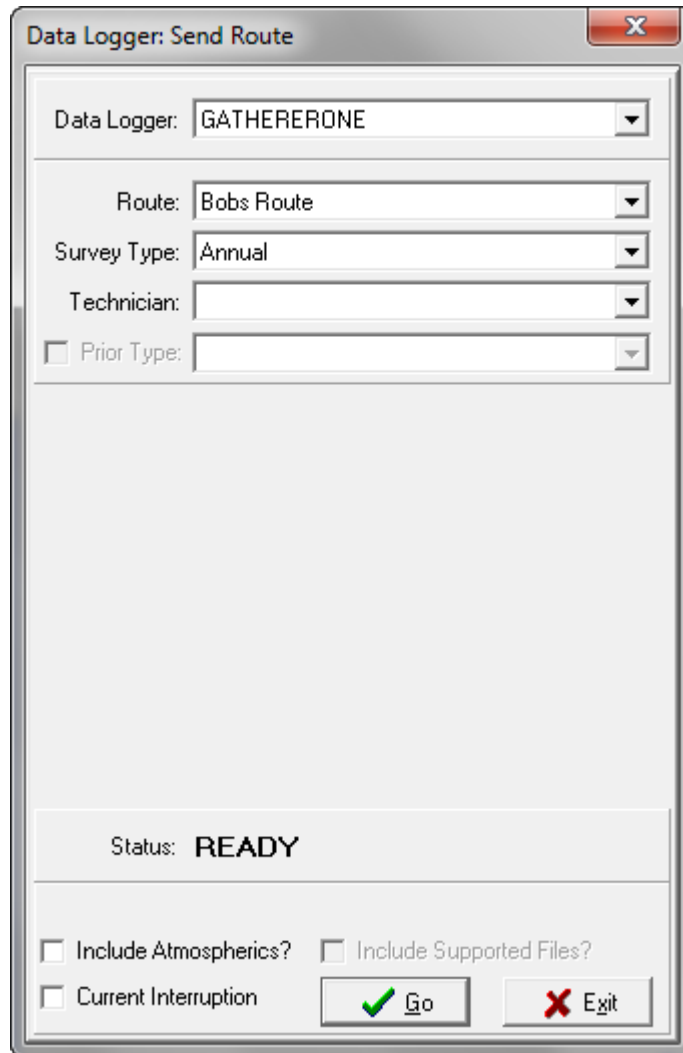 Data Logger: Send Route
Data Logger: GATHERERONE
Route: Bobs Route
Survey Type: Annual
Technician:
Prior Type:
Status: READY
Include Atmospherics? Include Supported Files?
Current Interruption Go Exit